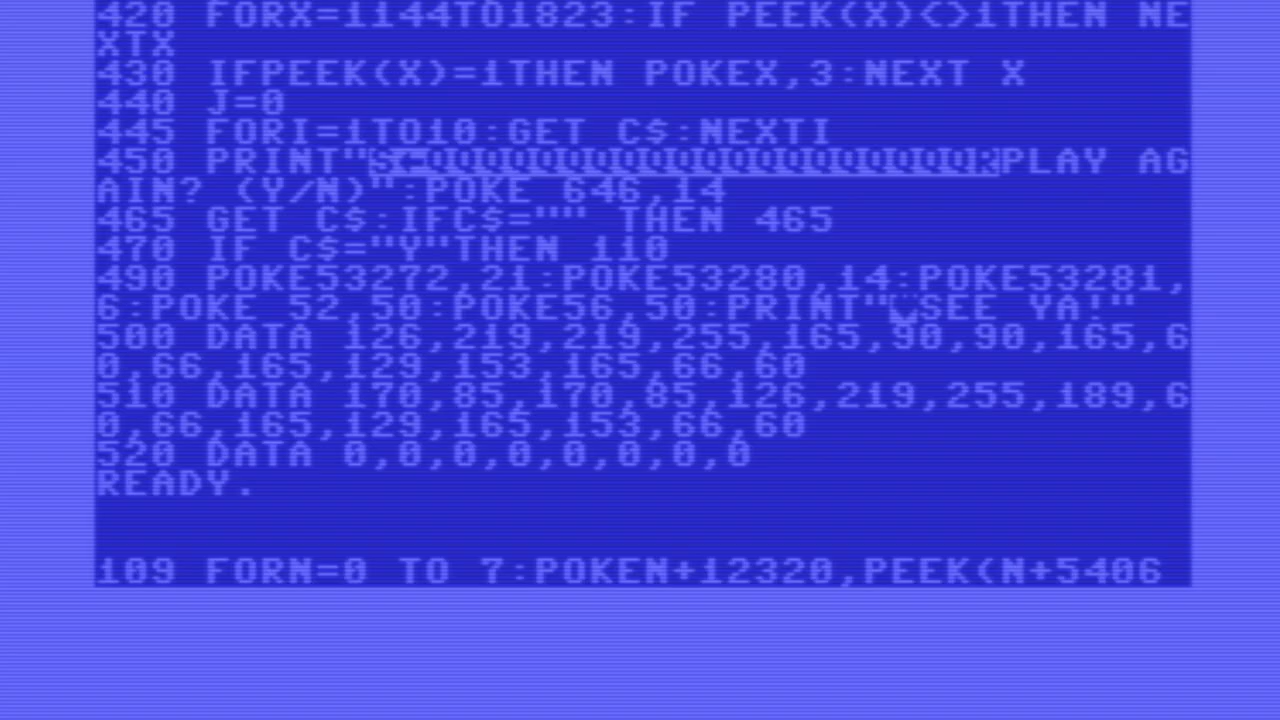 420 FORX=1144TO1823:IF PEEK(X)<>1THEN NE
XTX
430 IFPEEK(X)=1THEN POKEX,3:NEXT X
440 J=0
445 FORI=1TO10:GET C$:NEXTI
450 PRINT"SQQQQQQQQQQQQQQQQQQQQQRPLAY AG
AIN? (Y/N)":POKE 646,14
465 GET C$:IFC$="" THEN 465
470 IF C$="Y"THEN 110
490 POKE53272,21:POKE53280,14:POKE53281,
6:POKE 52,50:POKE56,50:PRINT"♥SEE YA!"
500 DATA 126,219,219,255,165,90,90,165,6
0,66,165,129,153,165,66,60
510 DATA 170,85,170,85,126,219,255,189,6
0,66,165,129,165,153,66,60
520 DATA 0,0,0,0,0,0,0,0
READY.
109 FORN=0 TO 7:POKEN+12320,PEEK(N+5406